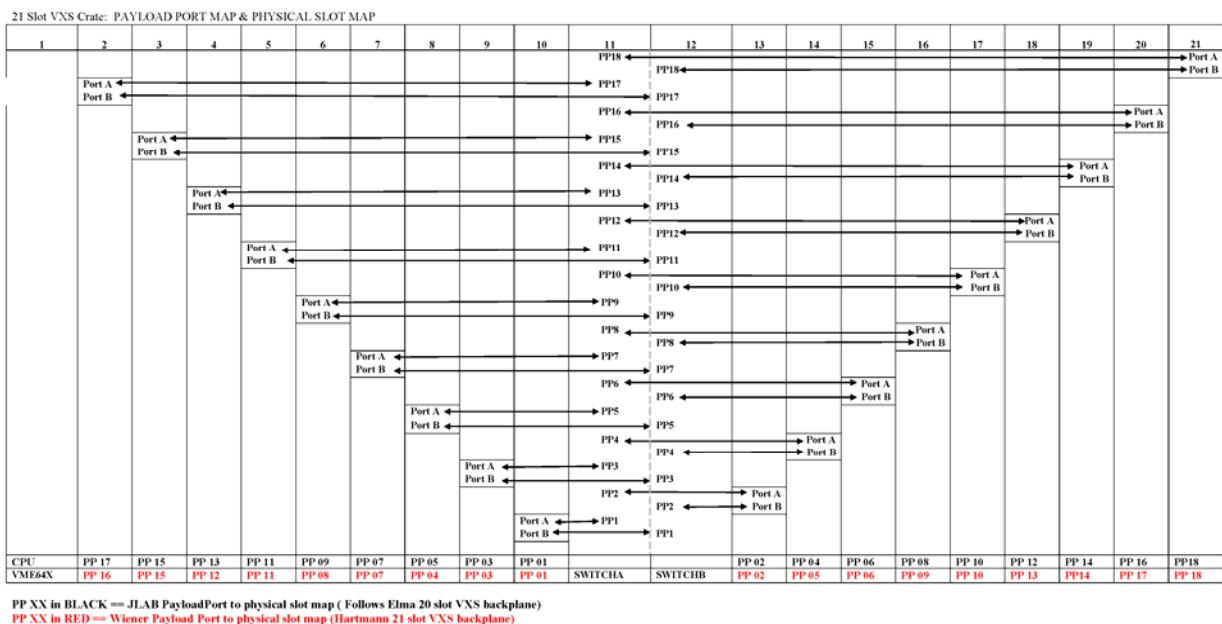 21 Slot VXS Crate: PAYLOAD PORT MAP & PHYSICAL SLOT MAP
1 2 3 4 5 6 7 8 9 10 11 12 13 14 15 16 17 18 19 20 21
PP18 Port A
PP18 Port B
Port A PP17
Port B PP17
PP16 Port A
PP16 Port B
Port A PP15
Port B PP15
PP14 Port A
PP14 Port B
Port A PP13
Port B PP13
PP12 Port A
PP12 Port B
Port A PP11
Port B PP11
PP10 Port A
PP10 Port B
Port A PP9
Port B PP9
PP8 Port A
PP8 Port B
Port A PP7
Port B PP7
PP6 Port A
PP6 Port B
Port A PP5
Port B PP5
PP4 Port A
PP4 Port B
Port A PP3
Port B PP3
PP2 Port A
PP2 Port B
Port A PP1
Port B PP1
CPU PP 17 PP 15 PP 13 PP 11 PP 09 PP 07 PP 05 PP 03 PP 01 PP 02 PP 04 PP 06 PP 08 PP 10 PP 12 PP 14 PP 16 PP18
VME64X PP 16 PP 15 PP 12 PP 11 PP 08 PP 07 PP 04 PP 03 PP 01 SWITCHA SWITCHB PP 02 PP 05 PP 06 PP 09 PP 10 PP 13 PP14 PP 17 PP 18
PP XX in BLACK == JLAB PayloadPort to physical slot map ( Follows Elma 20 slot VXS backplane)
PP XX in RED == Wiener Payload Port to physical slot map (Hartmann 21 slot VXS backplane)